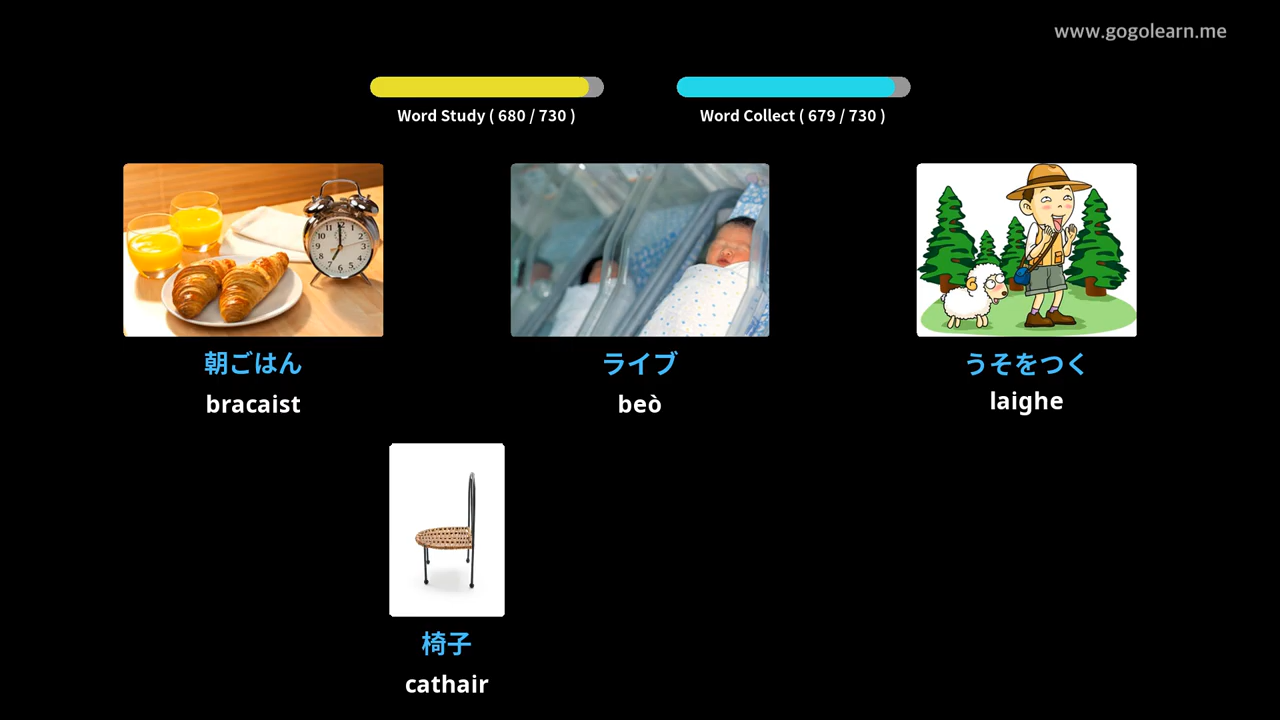 www.gogolearn.me
Word Study ( 680 / 730 )
Word Collect ( 679 / 730 )
朝ごはん
ライブ
うそをつく
bracaist
beò
laighe
椅子
cathair